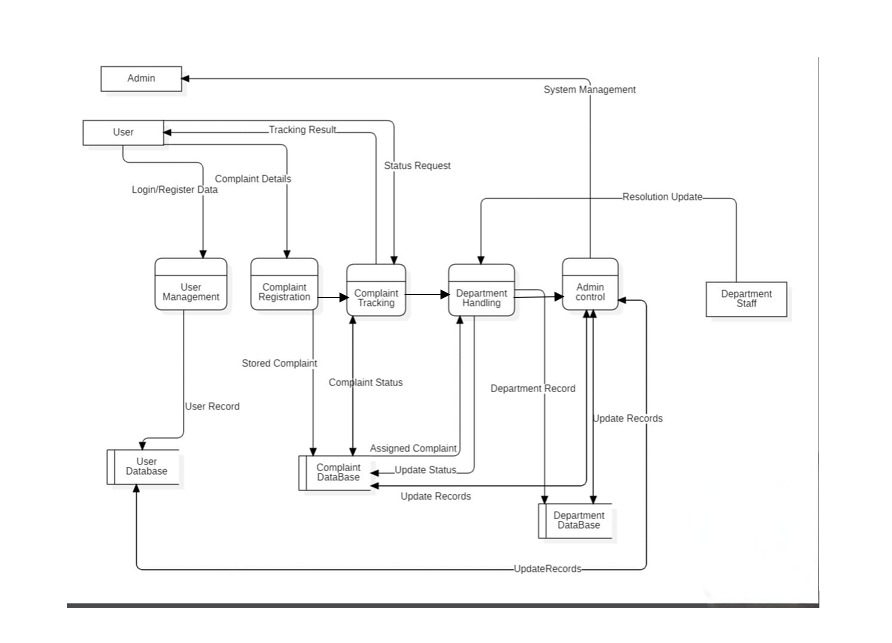 Admin
System Management
User
Tracking Result
Status Request
Complaint Details
Login/Register Data
Resolution Update
User
Management
Complaint
Registration
Complaint
Tracking
Department
Handling
Admin
control
Department
Staff
Stored Complaint
Complaint Status
Department Record
User Record
Update Records
Assigned Complaint
User
Database
Complaint
DataBase
Update Status
Update Records
Department
DataBase
UpdateRecords